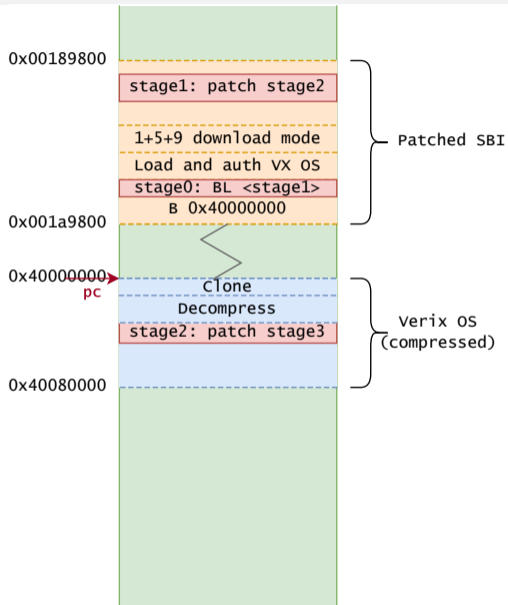 0x00189800
stage1: patch stage2
1+5+9 download mode
Patched SBI
Load and auth VX OS
stage0: BL <stage1>
B 0x40000000
0x001a9800
0x40000000
pc
Clone
Decompress
stage2: patch stage3
Verix OS
(compressed)
0x40080000